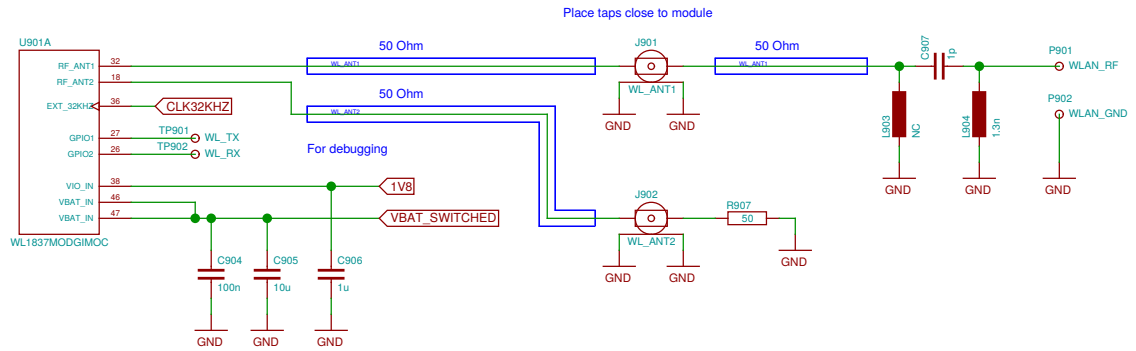 Place taps close to module
U901A
50 Ohm
J901
50 Ohm
C907
1p
P901
RF_ANT1
32
WL_ANT1
WL_ANT1
WLAN_RF
RF_ANT2
18
WL_ANT1
50 Ohm
P902
EXT_32KHZ
36
CLK32KHZ
WL_ANT2
GND
GND
L903
NC
L904
1.3n
WLAN_GND
GPIO1
27
TP901
WL_TX
GPIO2
26
TP902
WL_RX
For debugging
VIO_IN
38
1V8
GND
GND
GND
VBAT_IN
46
J902
R907
VBAT_IN
47
VBAT_SWITCHED
50
WL1837MODGIMOC
WL_ANT2
C904
100n
C905
10u
C906
1u
GND
GND
GND
GND
GND
GND